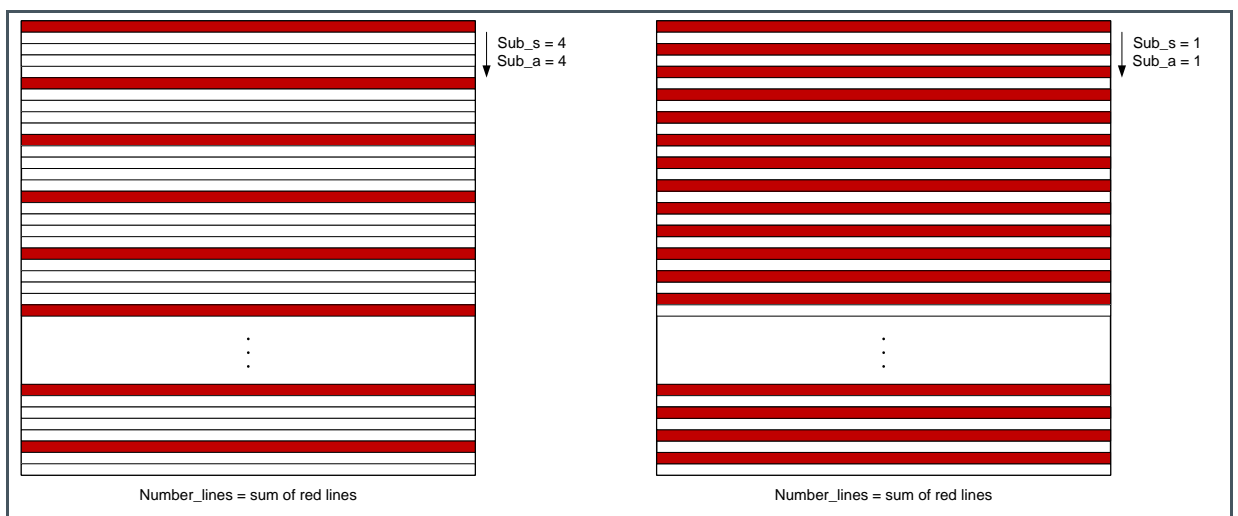 Sub_s = 4
Sub_a = 4
Sub_s = 1
Sub_a = 1
Number_lines = sum of red lines
Number_lines = sum of red lines